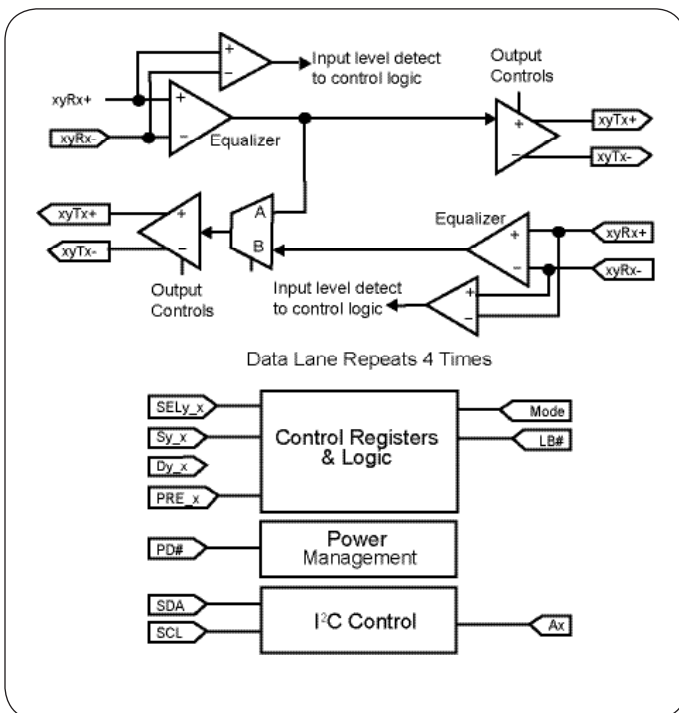 Input level detect
to control logic
Output
Controls
xyRx+
+
−
+
−
xyRx-
Equalizer
+
−
xyTx+
xyTx-
xyTx+
xyTx-
+
−
A
B
Output
Controls
Equalizer
+
−
xyRx+
xyRx-
Input level detect
to control logic
+
−
Data Lane Repeats 4 Times
SELy_x
Sy_x
Dy_x
PRE_x
Control Registers
& Logic
Mode
LB#
PD#
Power
Management
SDA
SCL
I²C Control
Ax